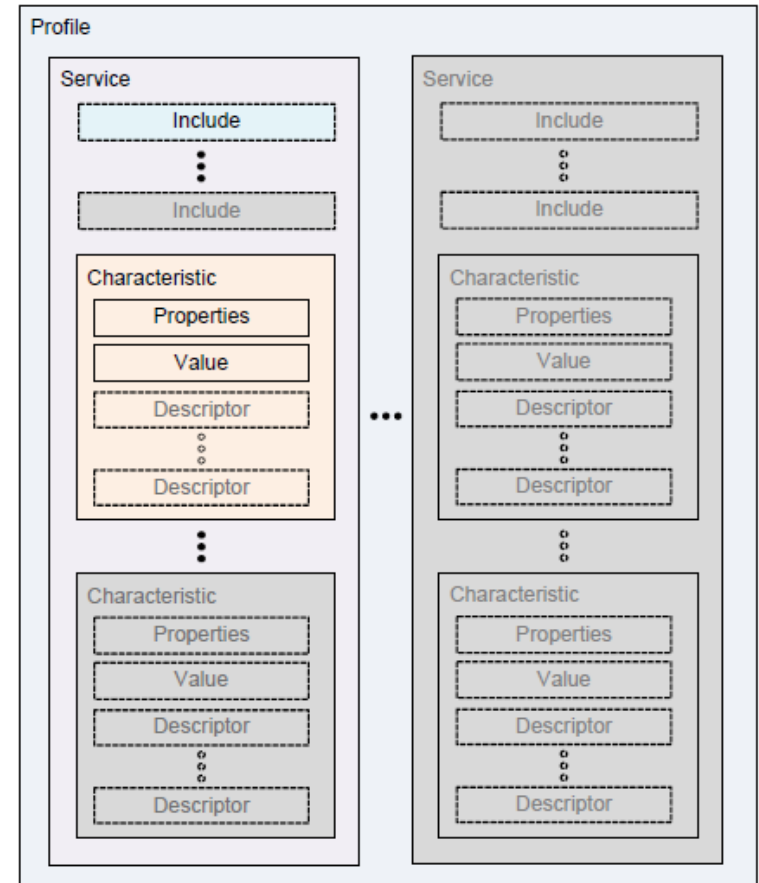 Profile
Service
Include
Include
Characteristic
Properties
Value
Descriptor
Descriptor
Characteristic
Properties
Value
Descriptor
Descriptor
Service
Include
Include
Characteristic
Properties
Value
Descriptor
Descriptor
Characteristic
Properties
Value
Descriptor
Descriptor